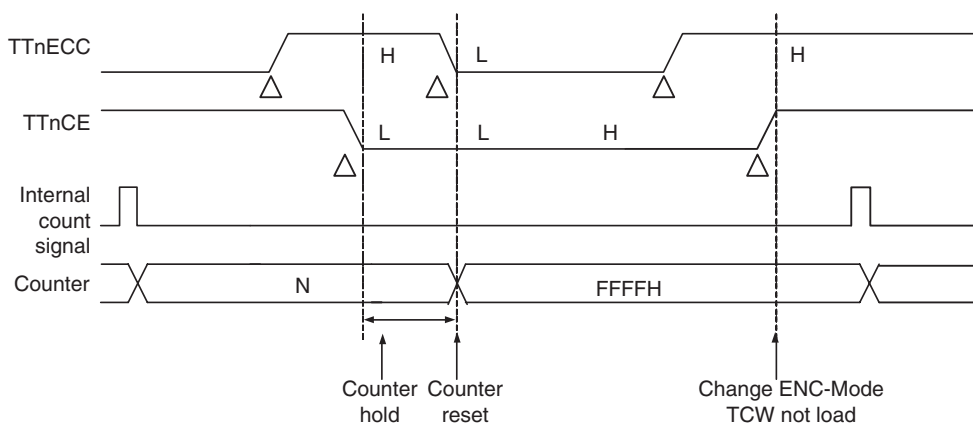 TTnECC
H L H
TTnCE
L L H
Internal
count
signal
Counter
N FFFFH
Counter
hold
Counter
reset
Change ENC-Mode
TCW not load